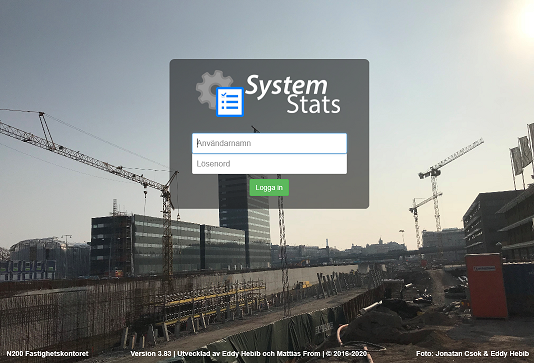 System
Stats
Användarnamn
Lösenord
Logga in
N200 Fastighetskontoret
Version 3.83 | Utvecklad av Eddy Hebib och Mattias From | © 2016-2020
Foto: Jonatan Csok & Eddy Hebib